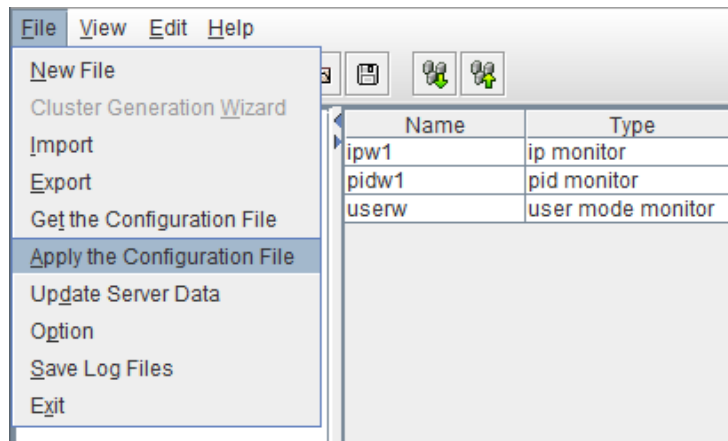 File View Edit Help
New File
Cluster Generation Wizard
Import
Export
Get the Configuration File
Apply the Configuration File
Update Server Data
Option
Save Log Files
Exit
Name Type
ipw1 ip monitor
pidw1 pid monitor
userw user mode monitor